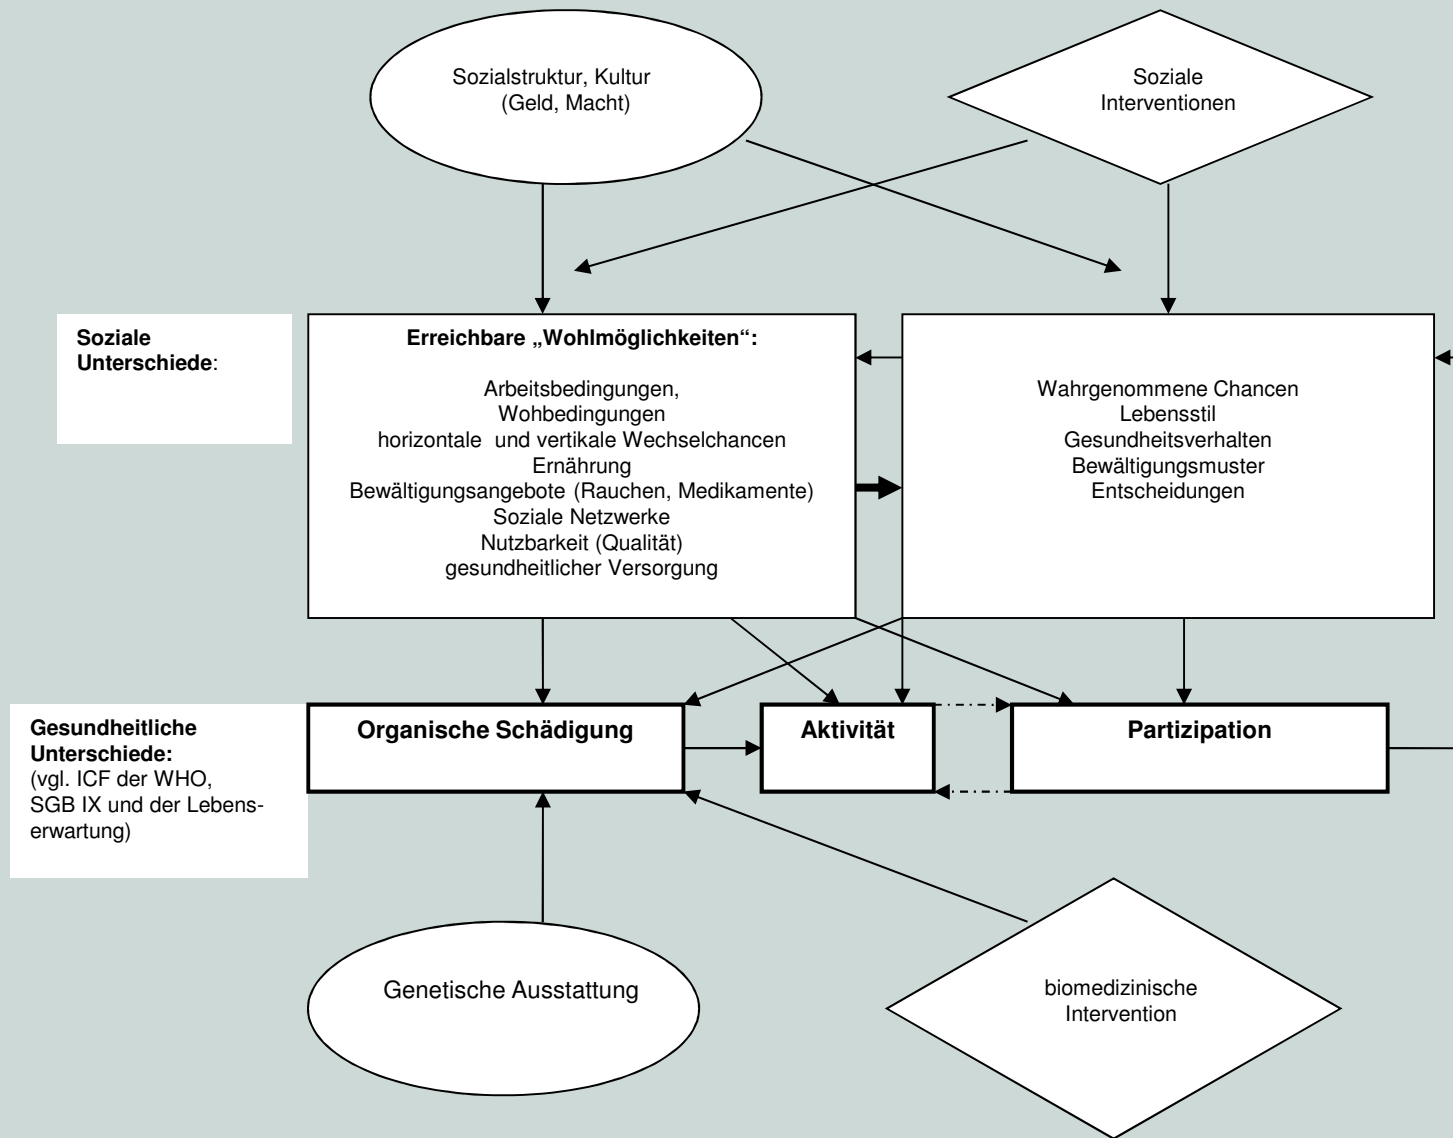 Sozialstruktur, Kultur
(Geld, Macht)
Soziale
Interventionen
Soziale
Unterschiede:
Erreichbare „Wohlmöglichkeiten“:
Arbeitsbedingungen,
Wohbedingungen
horizontale und vertikale Wechselchancen
Ernährung
Bewältigungsangebote (Rauchen, Medikamente)
Soziale Netzwerke
Nutzbarkeit (Qualität)
gesundheitlicher Versorgung
Wahrgenommene Chancen
Lebensstil
Gesundheitsverhalten
Bewältigungsmuster
Entscheidungen
Gesundheitliche
Unterschiede:
(vgl. ICF der WHO,
SGB IX und der Lebens-
erwartung)
Organische Schädigung
Aktivität
Partizipation
Genetische Ausstattung
biomedizinische
Intervention